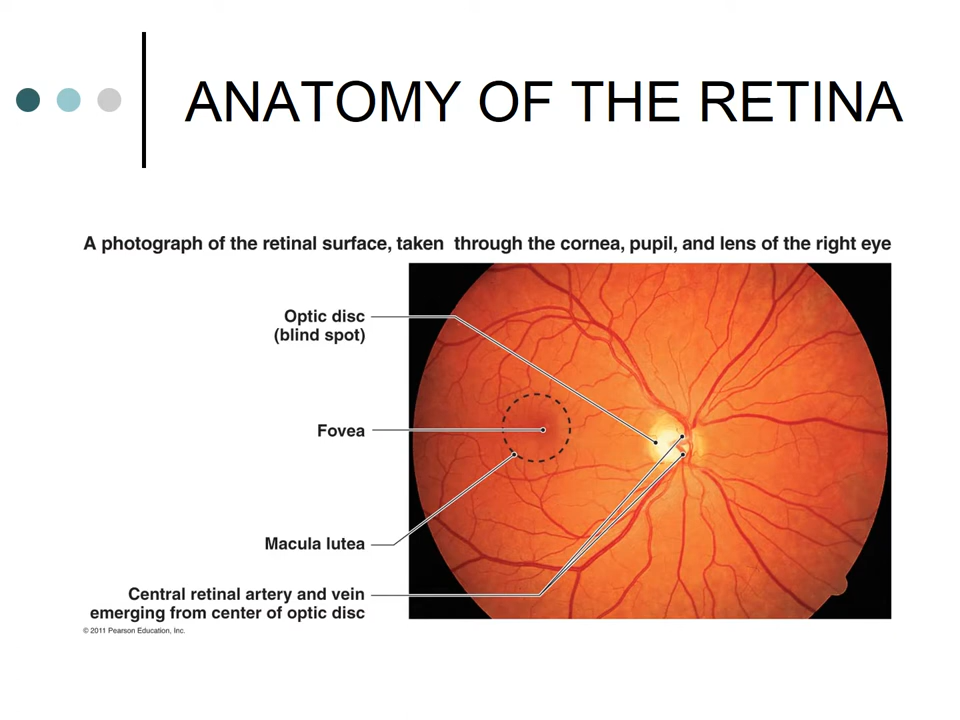 ANATOMY OF THE RETINA
A photograph of the retinal surface, taken through the cornea, pupil, and lens of the right eye
Optic disc
(blind spot)
Fovea
Macula lutea
Central retinal artery and vein
emerging from center of optic disc
© 2011 Pearson Education, Inc.